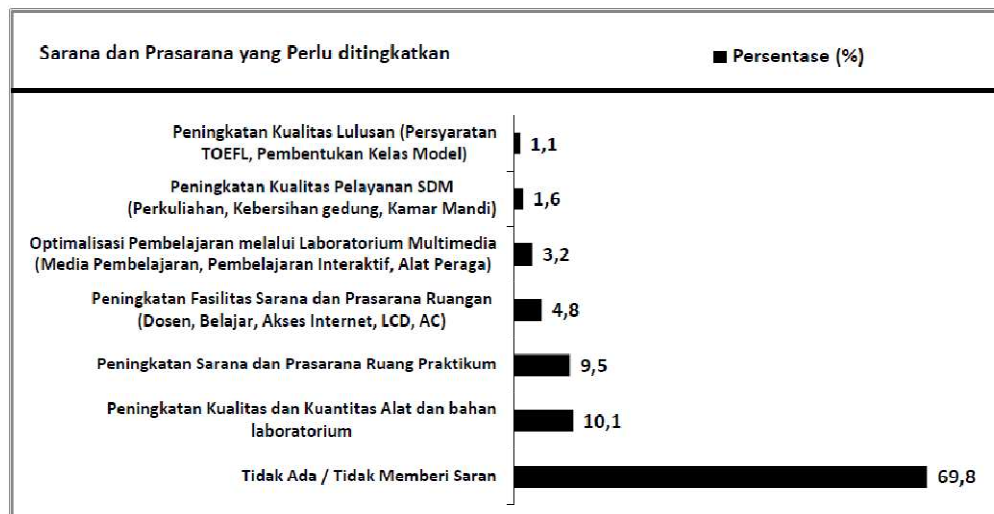 Sarana dan Prasarana yang Perlu ditingkatkan
Persentase (%)
Peningkatan Kualitas Lulusan (Persyaratan
TOEFL, Pembentukan Kelas Model)
1,1
Peningkatan Kualitas Pelayanan SDM
(Perkuliahan, Kebersihan gedung, Kamar Mandi)
1,6
Optimalisasi Pembelajaran melalui Laboratorium Multimedia
(Media Pembelajaran, Pembelajaran Interaktif, Alat Peraga)
3,2
Peningkatan Fasilitas Sarana dan Prasarana Ruangan
(Dosen, Belajar, Akses Internet, LCD, AC)
4,8
Peningkatan Sarana dan Prasarana Ruang Praktikum
9,5
Peningkatan Kualitas dan Kuantitas Alat dan bahan
laboratorium
10,1
Tidak Ada / Tidak Memberi Saran
69,8